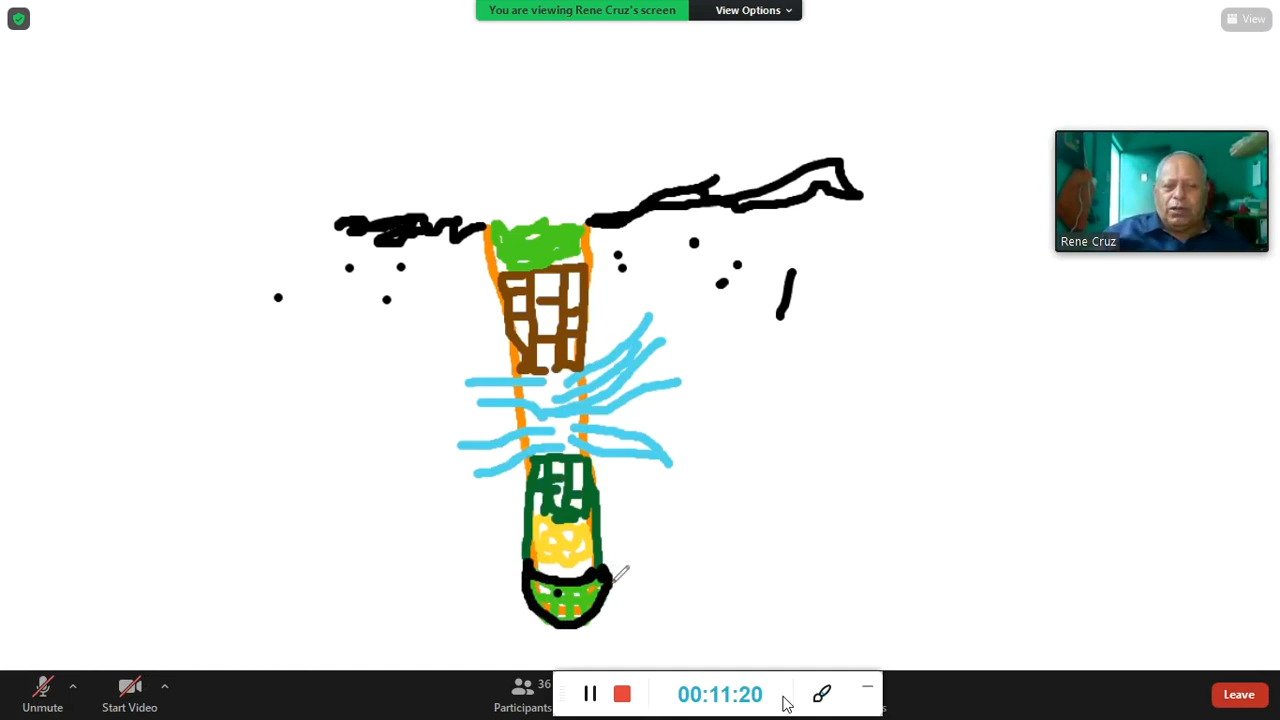 You are viewing Rene Cruz's screen
View Options
View
Rene Cruz
Unmute
Start Video
36
Participants
00:11:20
Leave